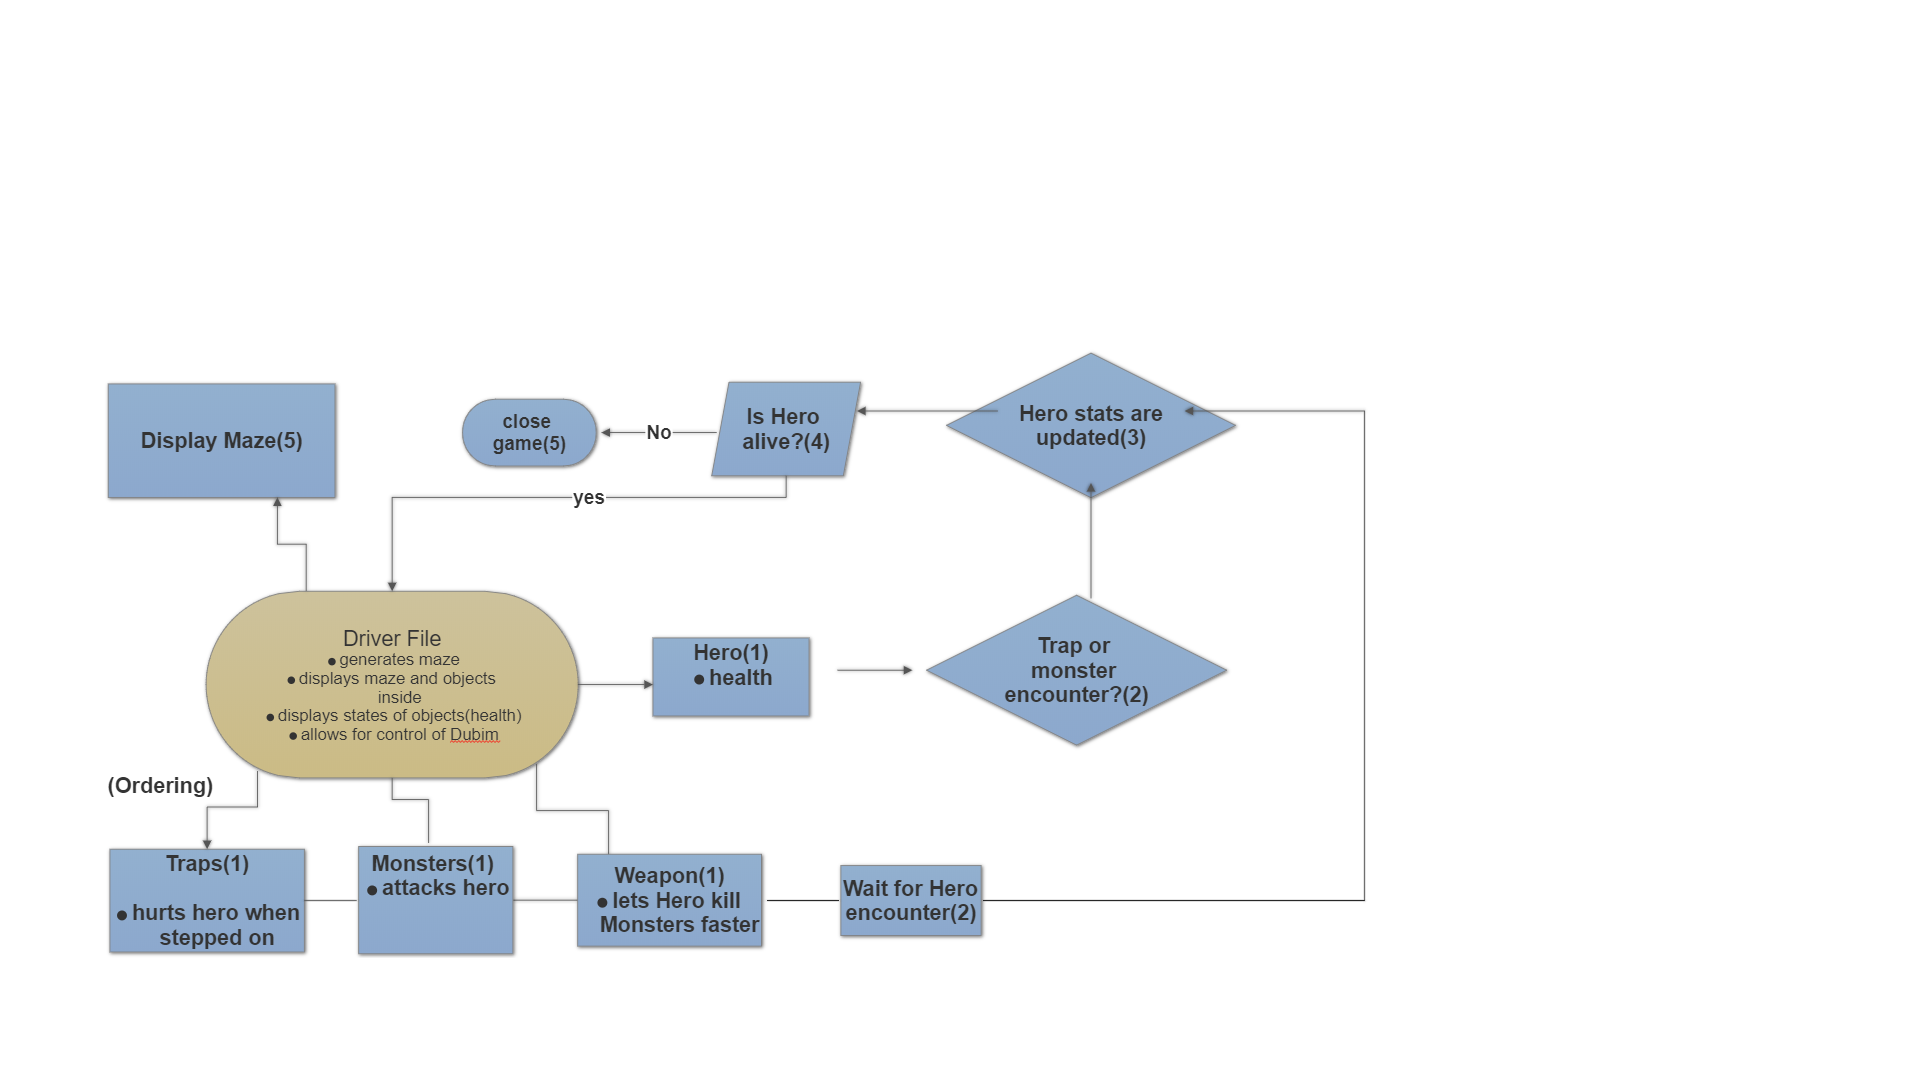 Display Maze(5)
close
game(5)
No
Is Hero
alive?(4)
Hero stats are
updated(3)
yes
Driver File
● generates maze
● displays maze and objects
inside
● displays states of objects(health)
● allows for control of Dubim
Hero(1)
● health
Trap or
monster
encounter?(2)
(Ordering)
Traps(1)
● hurts hero when
stepped on
Monsters(1)
● attacks hero
Weapon(1)
● lets Hero kill
Monsters faster
Wait for Hero
encounter(2)